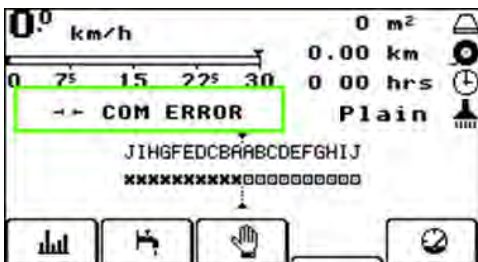 0.0 km/h
0 m²
0.00 km
0 7.5 15 22.5 30
0 00 hrs
→← COM ERROR
Plain
JIHGFEDCBAABCDEFGHIJ
xxxxxxxxxx